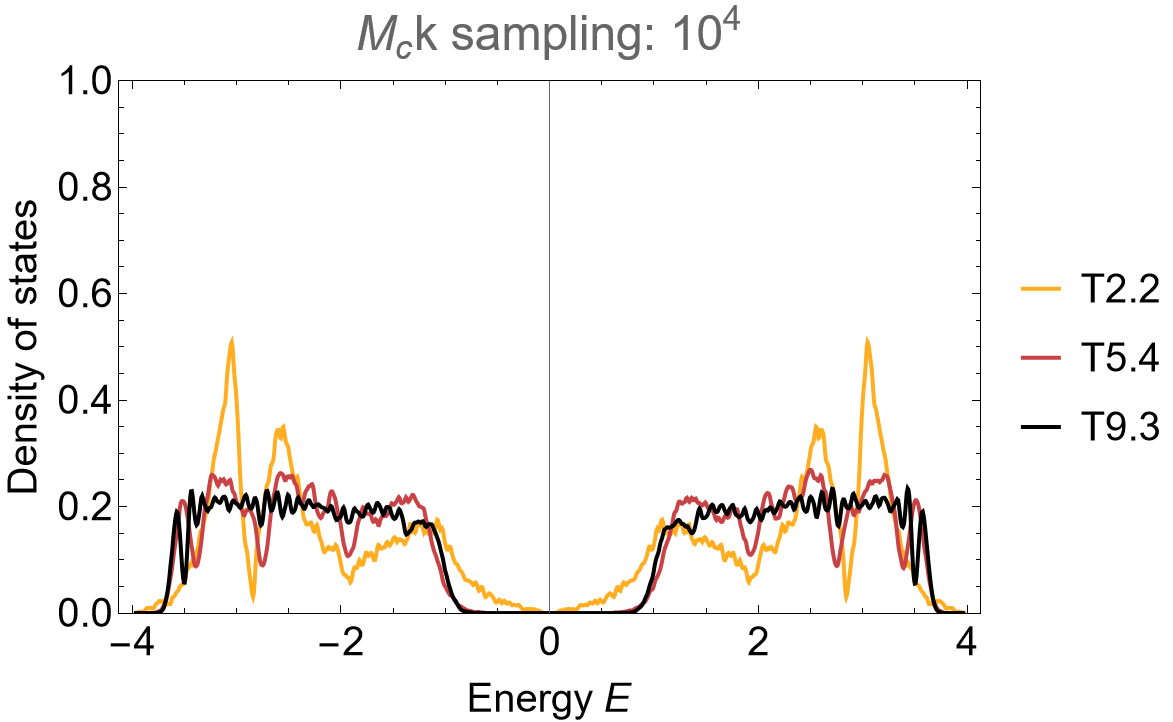 M_ck sampling: 10^4
Density of states
1.0
0.8
0.6
0.4
0.2
0.0
−4 −2 0 2 4
Energy E
T2.2
T5.4
T9.3